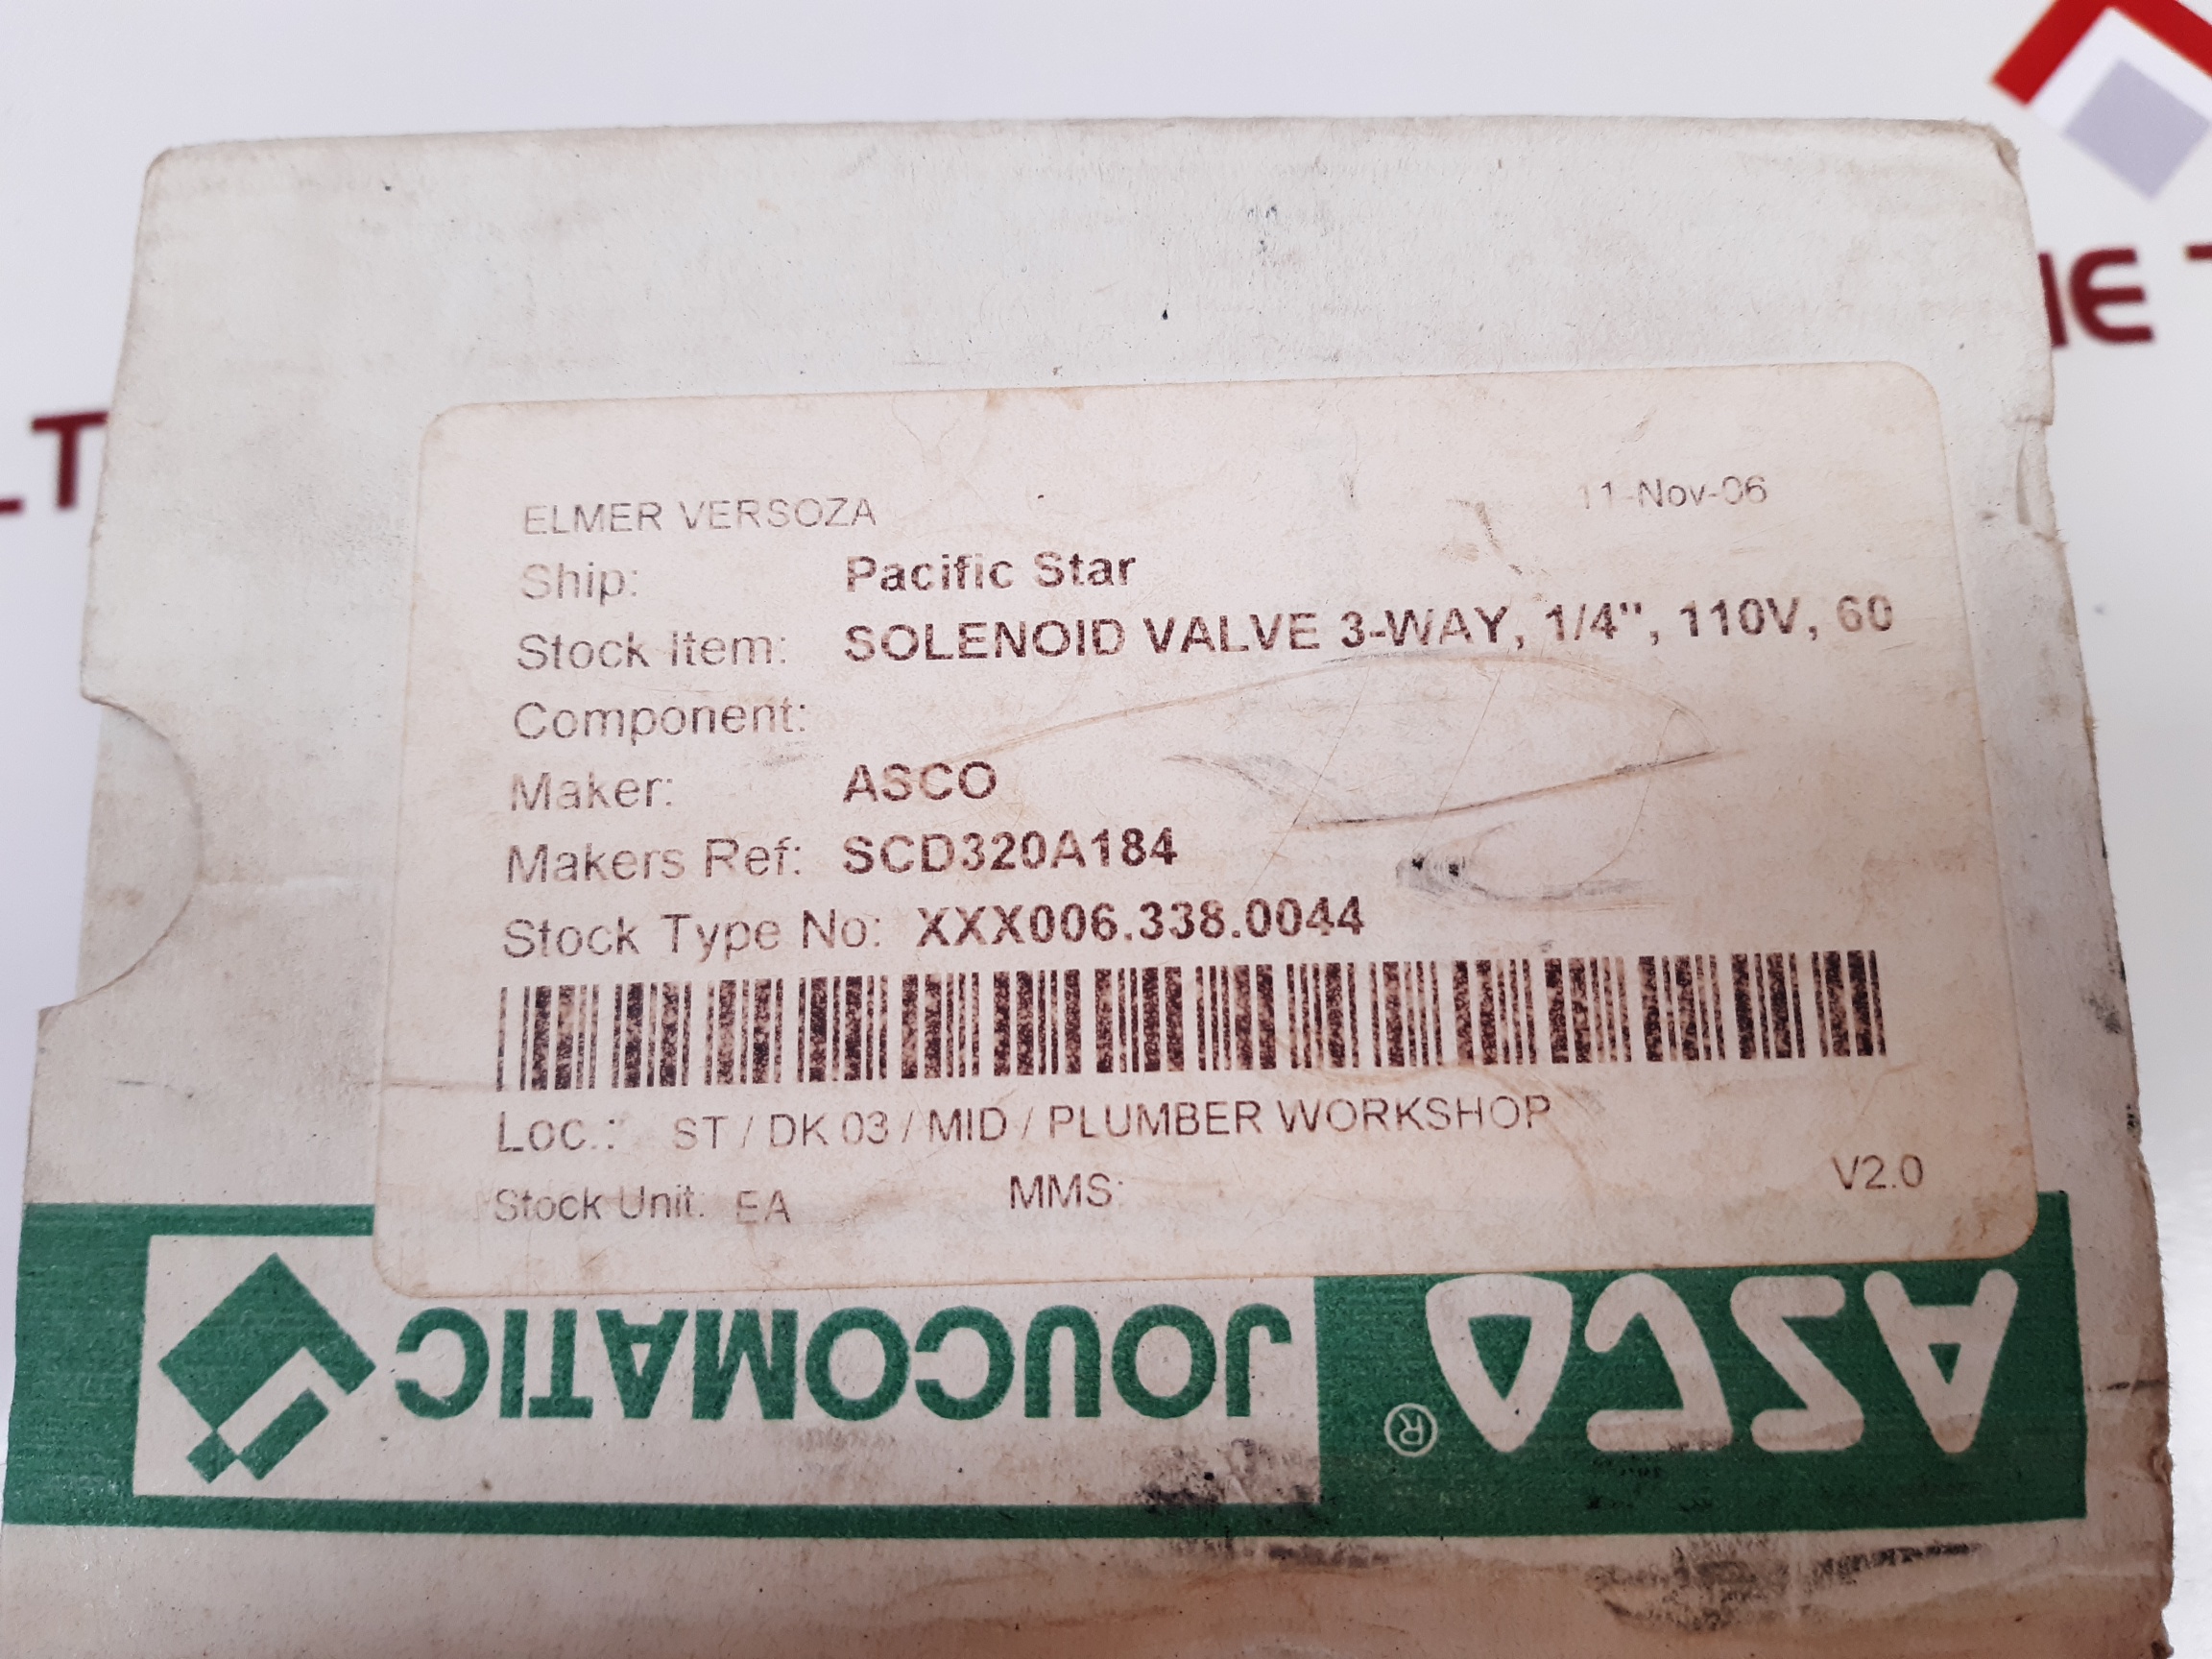 ELMER VERSOZA 11-Nov-06
Ship: Pacific Star
Stock Item: SOLENOID VALVE 3-WAY, 1/4", 110V, 60
Component:
Maker: ASCO
Makers Ref: SCD320A184
Stock Type No: XXX006.338.0044
Loc.: ST / DK 03 / MID / PLUMBER WORKSHOP
Stock Unit: EA MMS: V2.0
ASCO® JOUCOMATIC